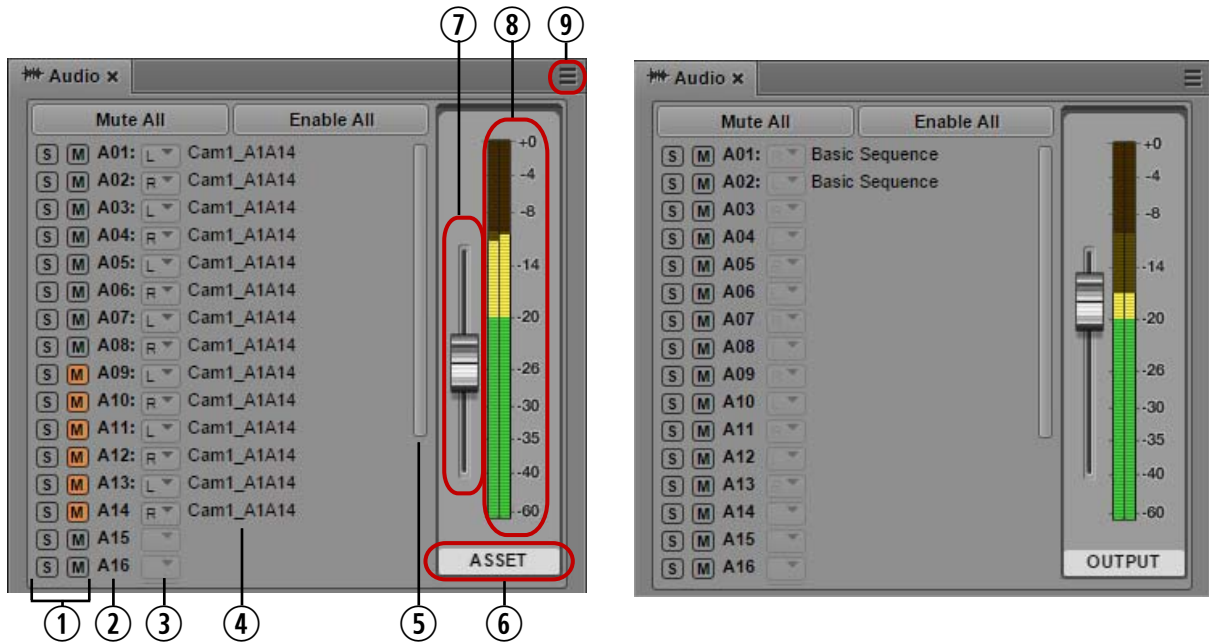 7 8 9
Audio ×
Mute All Enable All
S M A01: L Cam1_A1A14
S M A02: R Cam1_A1A14
S M A03: L Cam1_A1A14
S M A04: R Cam1_A1A14
S M A05: L Cam1_A1A14
S M A06: R Cam1_A1A14
S M A07: L Cam1_A1A14
S M A08: R Cam1_A1A14
S M A09: L Cam1_A1A14
S M A10: R Cam1_A1A14
S M A11: L Cam1_A1A14
S M A12: R Cam1_A1A14
S M A13: L Cam1_A1A14
S M A14 R Cam1_A1A14
S M A15
S M A16
+0
-4
-8
-14
-20
-26
-30
-35
-40
-60
ASSET
1 2 3 4 5 6
Audio ×
Mute All Enable All
S M A01: Basic Sequence
S M A02: Basic Sequence
S M A03
S M A04
S M A05
S M A06
S M A07
S M A08
S M A09
S M A10
S M A11
S M A12
S M A13
S M A14
S M A15
S M A16
+0
-4
-8
-14
-20
-26
-30
-35
-40
-60
OUTPUT